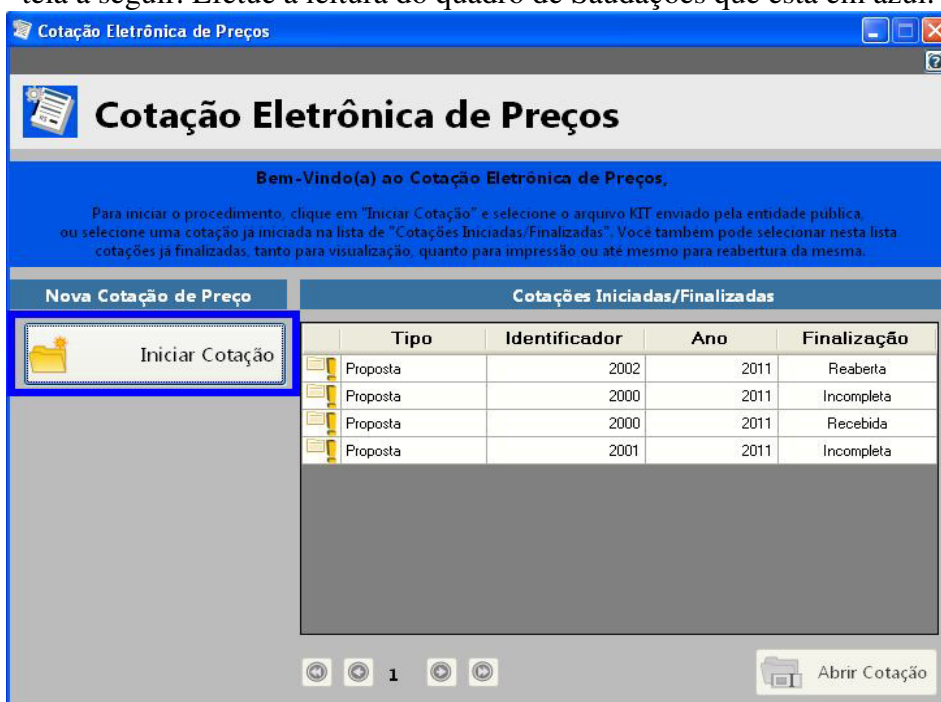 tela a seguir. Efetue a leitura do quadro de Saudações que está em azul.
Cotação Eletrônica de Preços
Cotação Eletrônica de Preços
Bem-Vindo(a) ao Cotação Eletrônica de Preços,
Para iniciar o procedimento, clique em "Iniciar Cotação" e selecione o arquivo KIT enviado pela entidade pública,
ou selecione uma cotação já iniciada na lista de "Cotações Iniciadas/Finalizadas". Você também pode selecionar nesta lista
cotações já finalizadas, tanto para visualização, quanto para impressão ou até mesmo para reabertura da mesma.
Nova Cotação de Preço
Cotações Iniciadas/Finalizadas
Iniciar Cotação
Tipo Identificador Ano Finalização
Proposta 2002 2011 Reaberta
Proposta 2000 2011 Incompleta
Proposta 2000 2011 Recebida
Proposta 2001 2011 Incompleta
1
Abrir Cotação